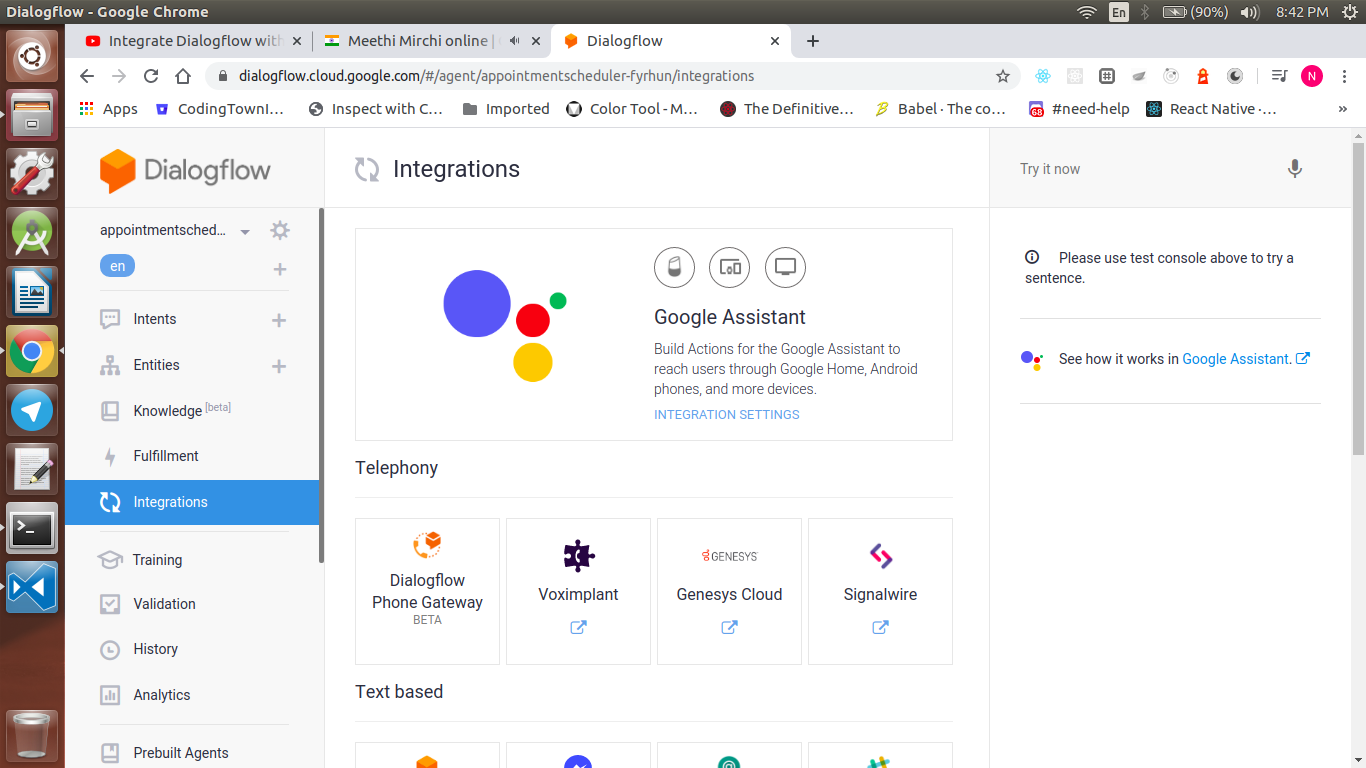 Dialogflow - Google Chrome
En
(90%)
8:42 PM
Integrate Dialogflow with
Meethi Mirchi online |
Dialogflow
dialogflow.cloud.google.com/#/agent/appointmentscheduler-fyrhun/integrations
N
Apps
CodingTownI...
Inspect with C...
Imported
Color Tool - M...
The Definitive...
Babel · The co...
68
#need-help
React Native ·...
»
Dialogflow
Integrations
Try it now
appointmentsched...
en
Intents
Entities
Knowledge [beta]
Fulfillment
Integrations
Training
Validation
History
Analytics
Prebuilt Agents
Google Assistant
Build Actions for the Google Assistant to
reach users through Google Home, Android
phones, and more devices.
INTEGRATION SETTINGS
Telephony
Dialogflow
Phone Gateway
BETA
Voximplant
GENESYS
Genesys Cloud
Signalwire
Text based
Please use test console above to try a
sentence.
See how it works in Google Assistant.